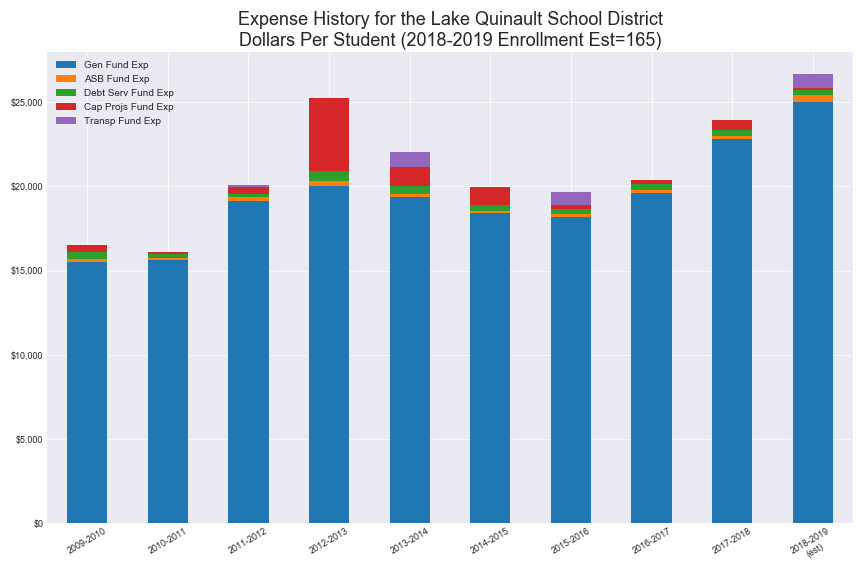 Expense History for the Lake Quinault School District
Dollars Per Student (2018-2019 Enrollment Est=165)
Gen Fund Exp
ASB Fund Exp
Debt Serv Fund Exp
Cap Projs Fund Exp
Transp Fund Exp
$25,000
$20,000
$15,000
$10,000
$5,000
$0
2009-2010
2010-2011
2011-2012
2012-2013
2013-2014
2014-2015
2015-2016
2016-2017
2017-2018
2018-2019
(est)